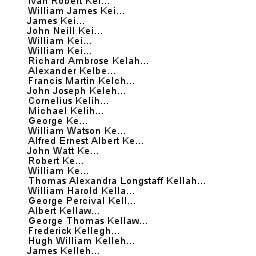 Ivan Robert Kei...
William James Kei...
James Kei...
John Neill Kei...
William Kei...
William Kei...
Richard Ambrose Kelah...
Alexander Kelbe...
Francis Martin Kelch...
John Joseph Keleh...
Cornelius Kelih...
Michael Kelih...
George Ke...
William Watson Ke...
Alfred Ernest Albert Ke...
John Watt Ke...
Robert Ke...
William Ke...
Thomas Alexandra Longstaff Kellah...
William Harold Kella...
George Percival Kell...
Albert Kellaw...
George Thomas Kellaw...
Frederick Kellegh...
Hugh William Kelleh...
James Kelleh...